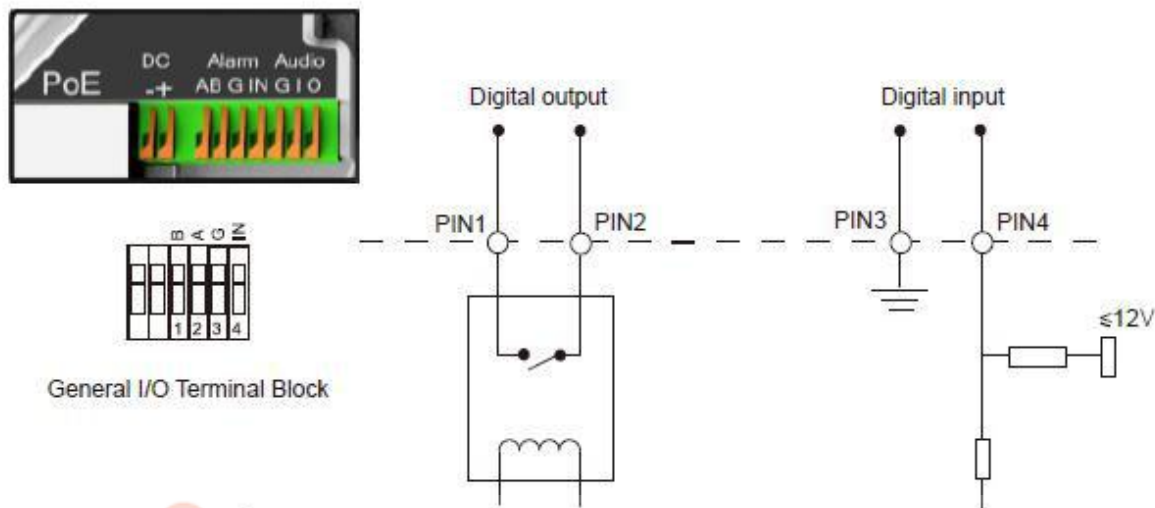 DC Alarm Audio
PoE -+ AB G IN G I O
Digital output
Digital input
PIN1
PIN2
PIN3
PIN4
B A G IN
1 2 3 4
≤12V
General I/O Terminal Block